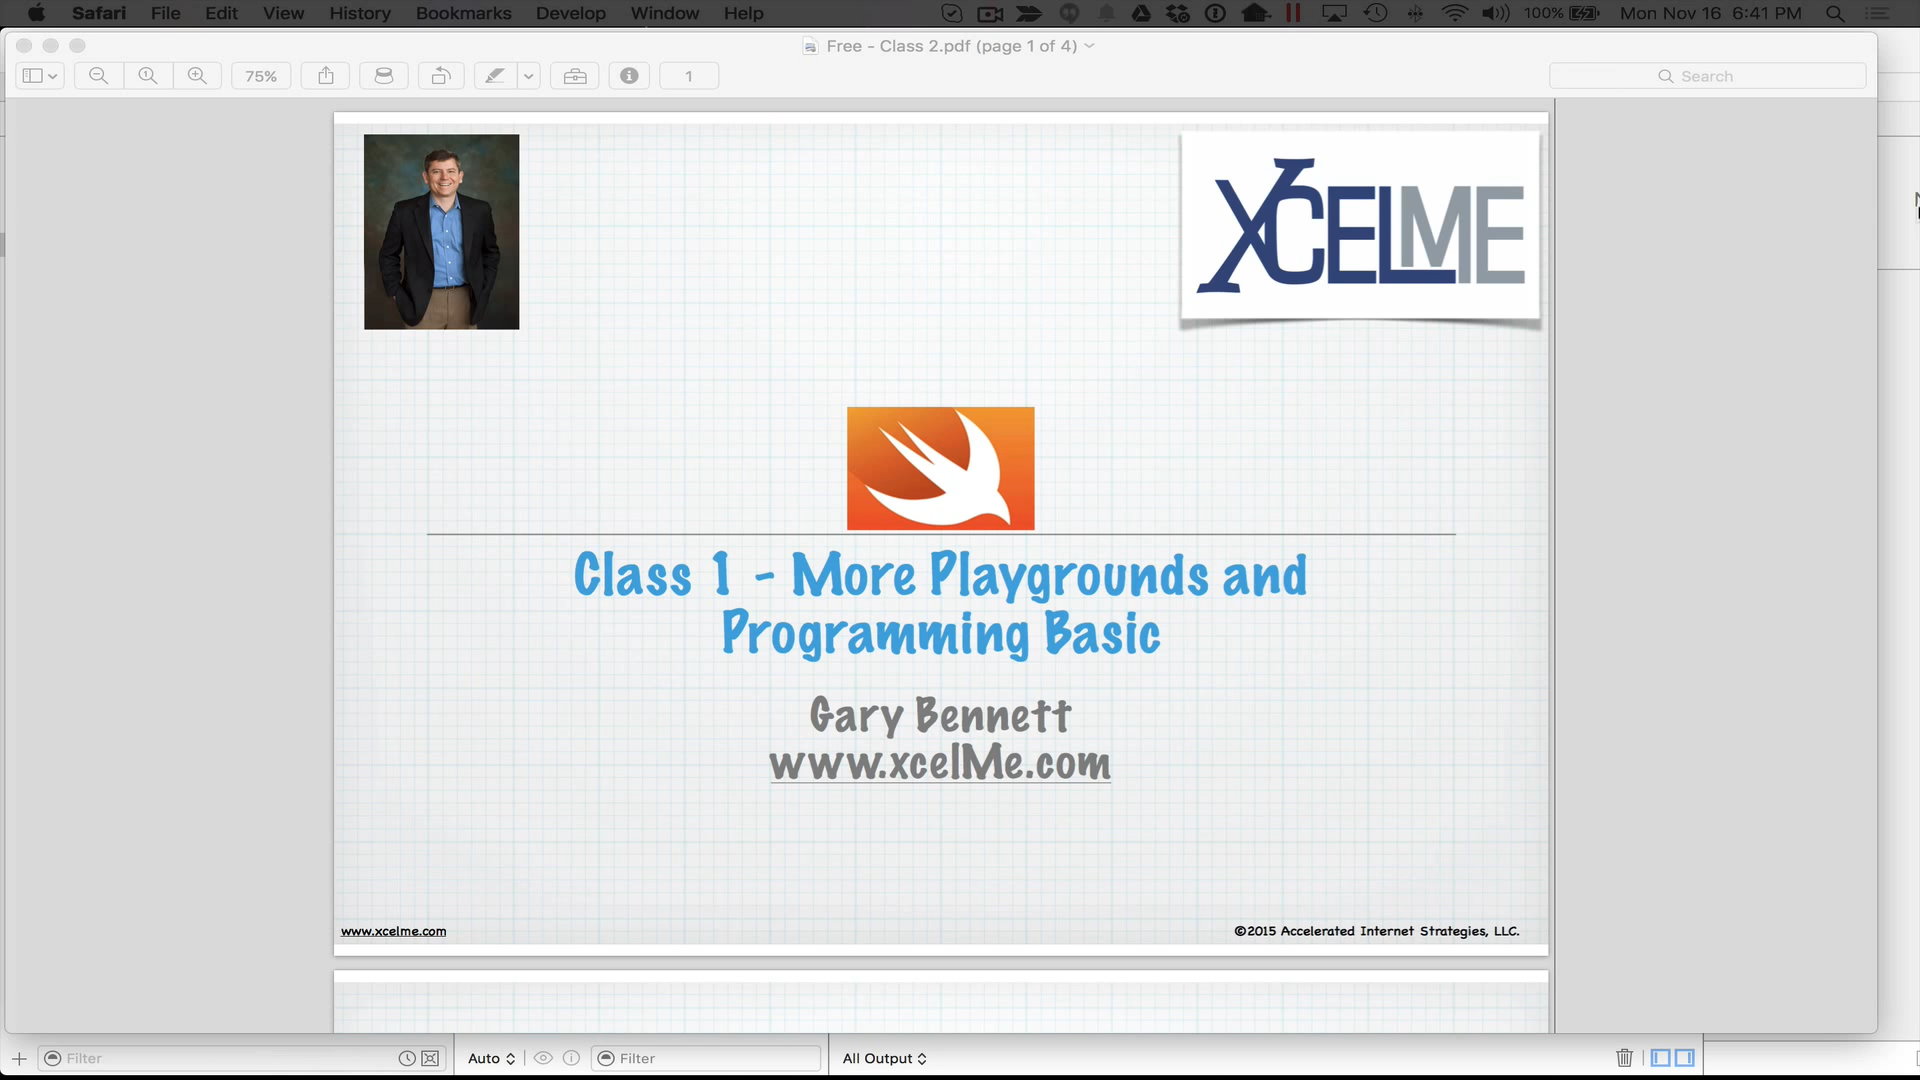 Safari File Edit View History Bookmarks Develop Window Help 100% Mon Nov 16 6:41 PM
Free - Class 2.pdf (page 1 of 4)
75% 1 Search
XCELME
Class 1 - More Playgrounds and
Programming Basic
Gary Bennett
www.xcelMe.com
www.xcelme.com ©2015 Accelerated Internet Strategies, LLC.
Filter Auto Filter All Output